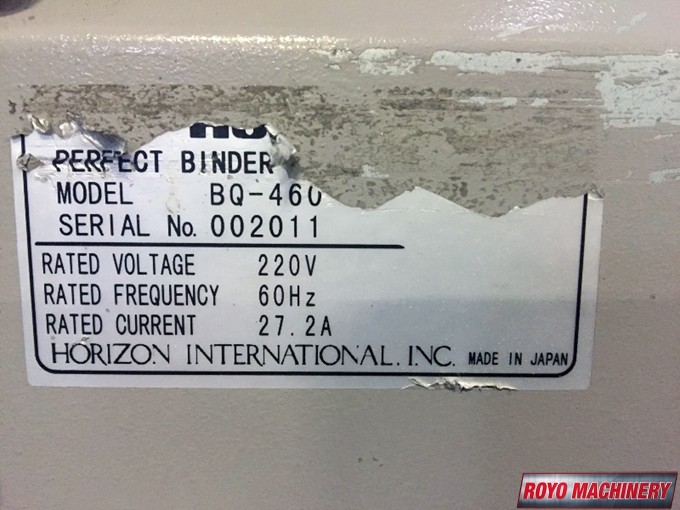 PERFECT BINDER
MODEL BQ-460
SERIAL No. 002011
RATED VOLTAGE 220V
RATED FREQUENCY 60Hz
RATED CURRENT 27.2A
HORIZON INTERNATIONAL. INC. MADE IN JAPAN
ROYO MACHINERY